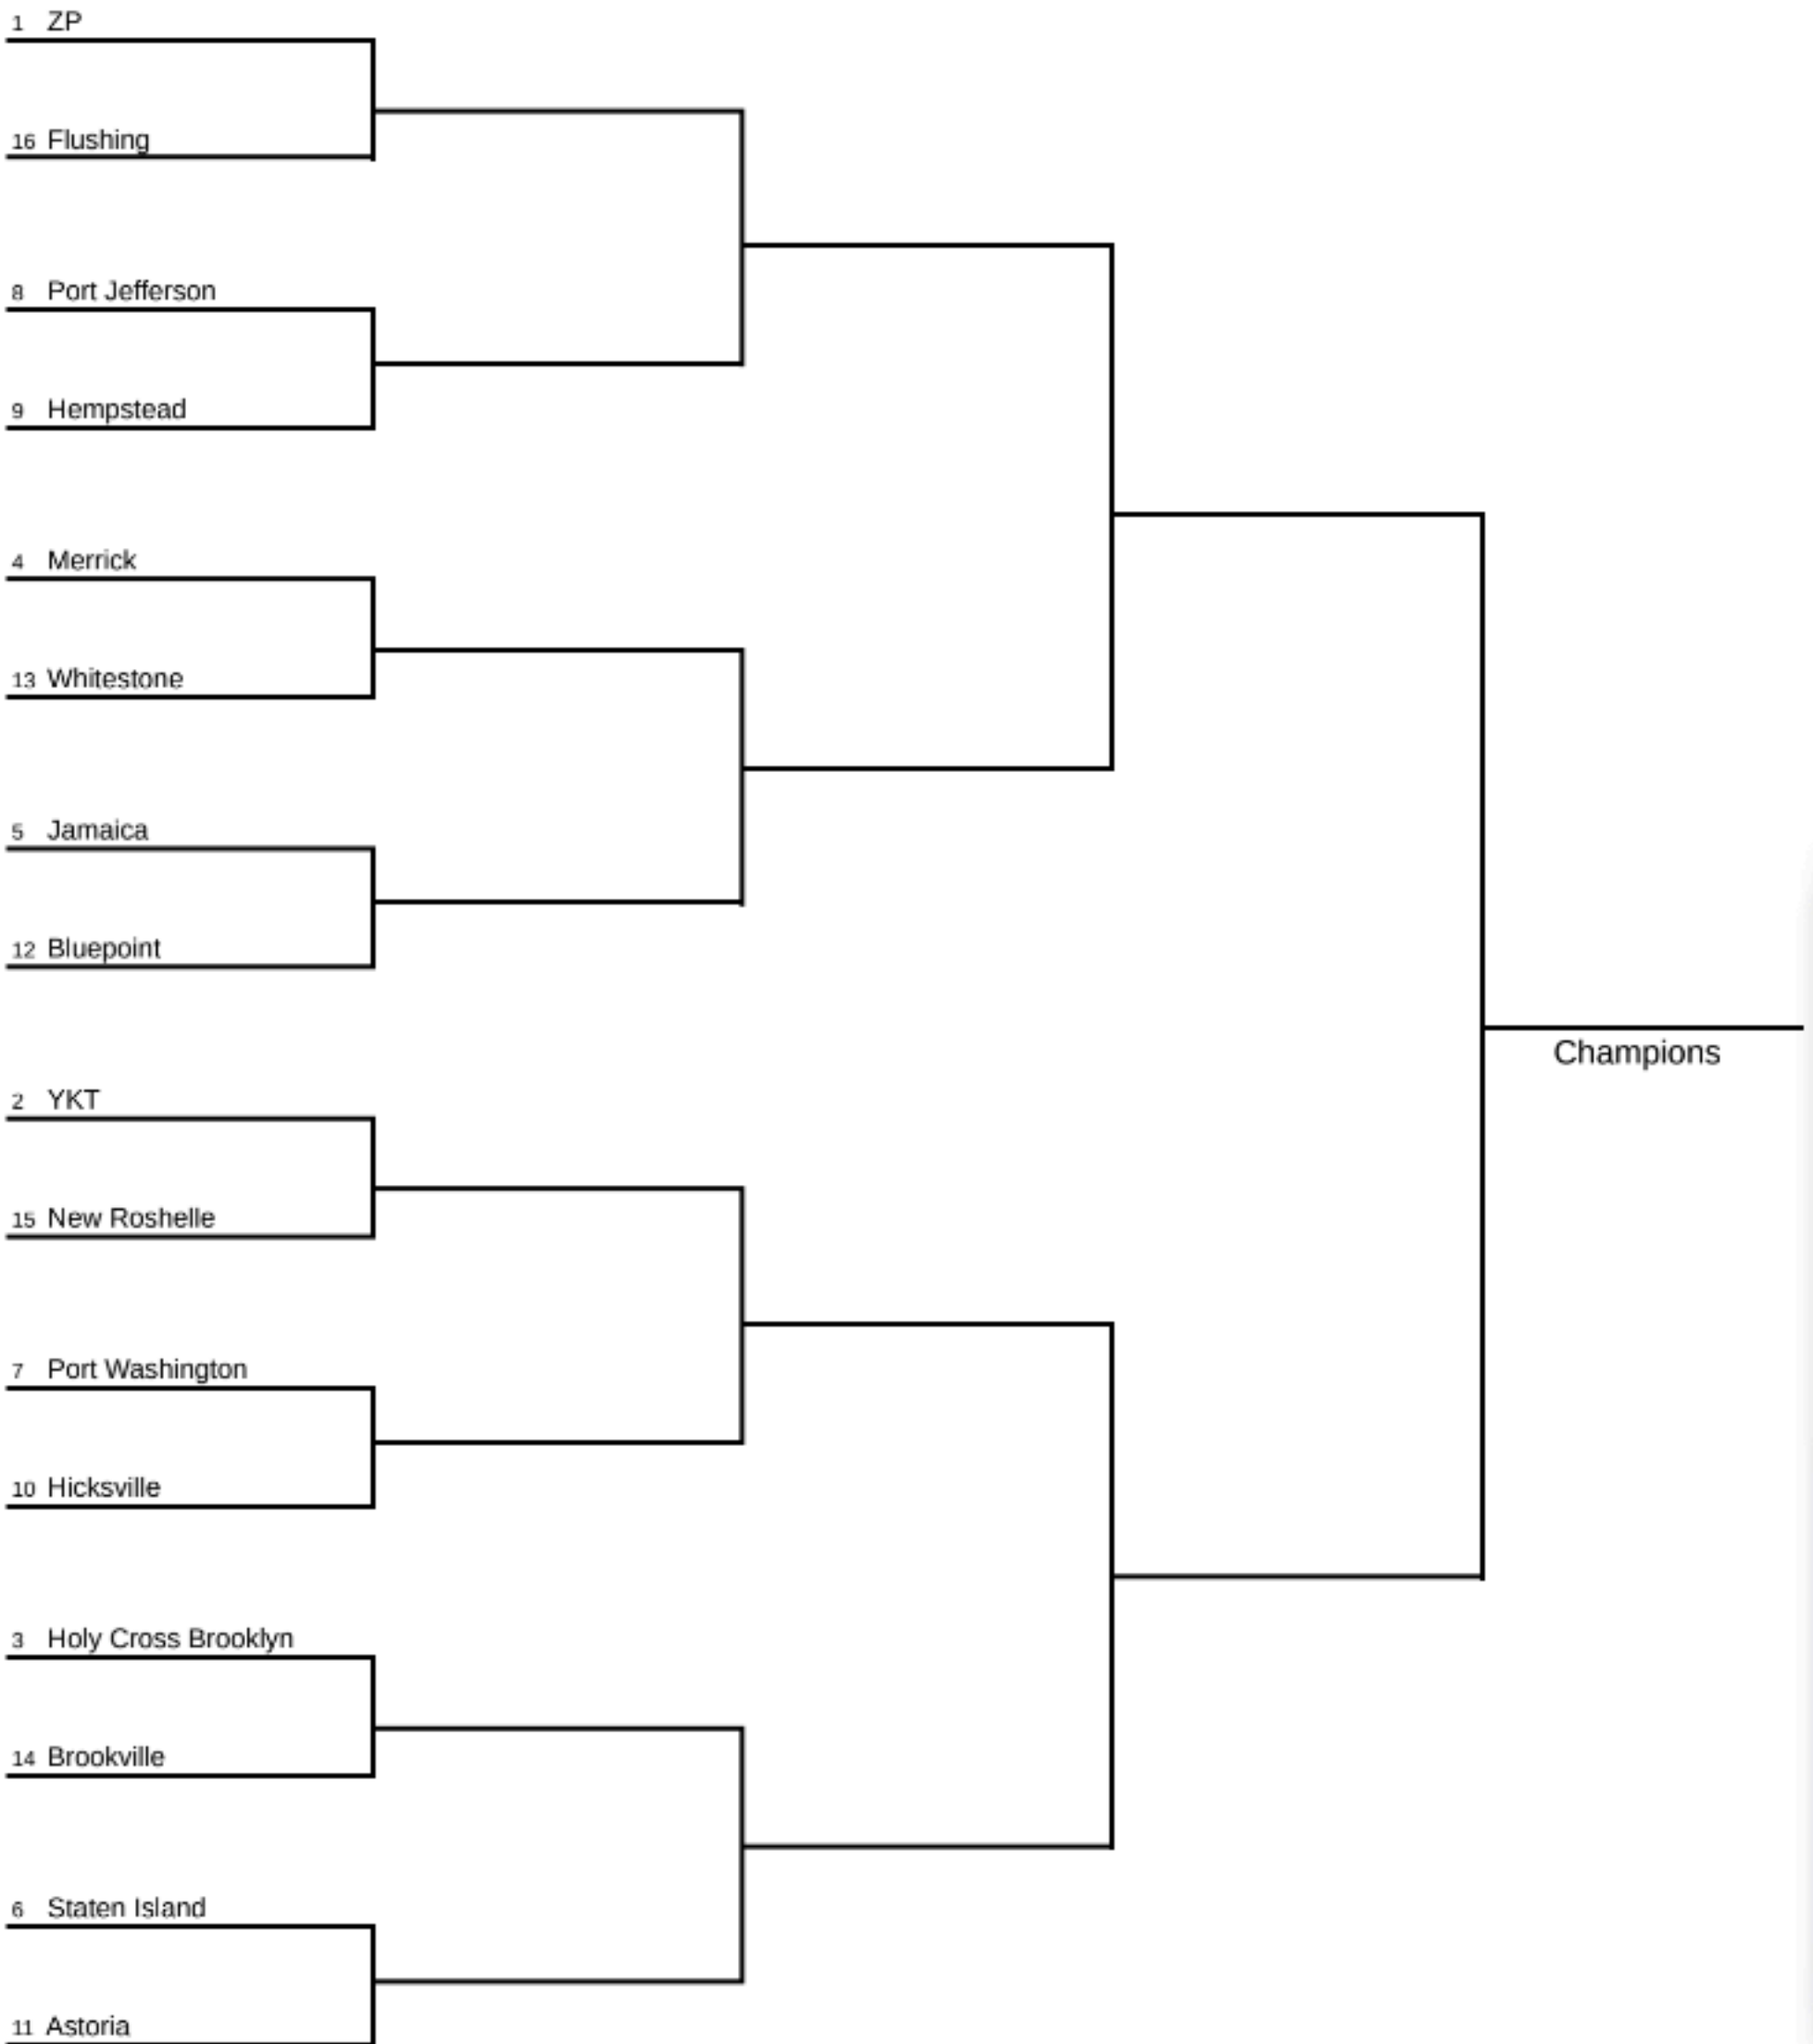 1 ZP
16 Flushing
8 Port Jefferson
9 Hempstead
4 Merrick
13 Whitestone
5 Jamaica
12 Bluepoint
Champions
2 YKT
15 New Roshelle
7 Port Washington
10 Hicksville
3 Holy Cross Brooklyn
14 Brookville
6 Staten Island
11 Astoria